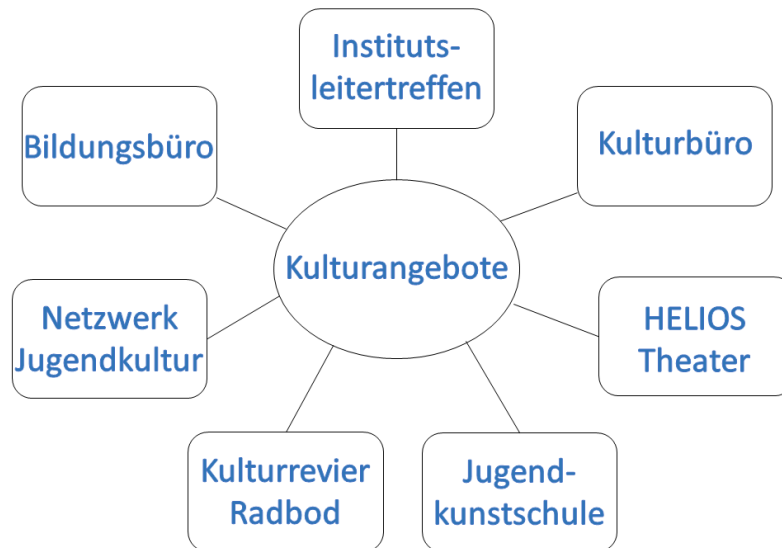 Instituts-
leitertreffen
Bildungsbüro
Kulturbüro
Kulturangebote
Netzwerk
Jugendkultur
HELIOS
Theater
Kulturrevier
Radbod
Jugend-
kunstschule